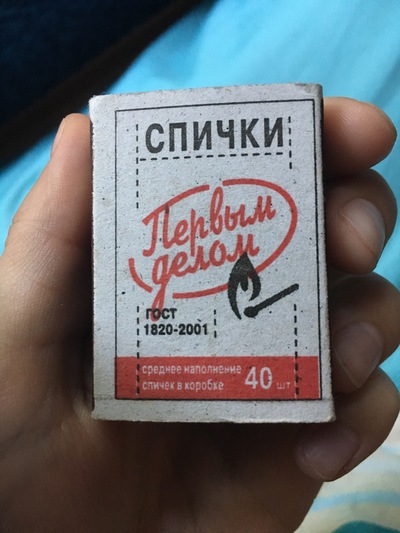 СПИЧКИ
Первым
делом
ГОСТ
1820-2001
среднее наполнение
спичек в коробке 40 шт